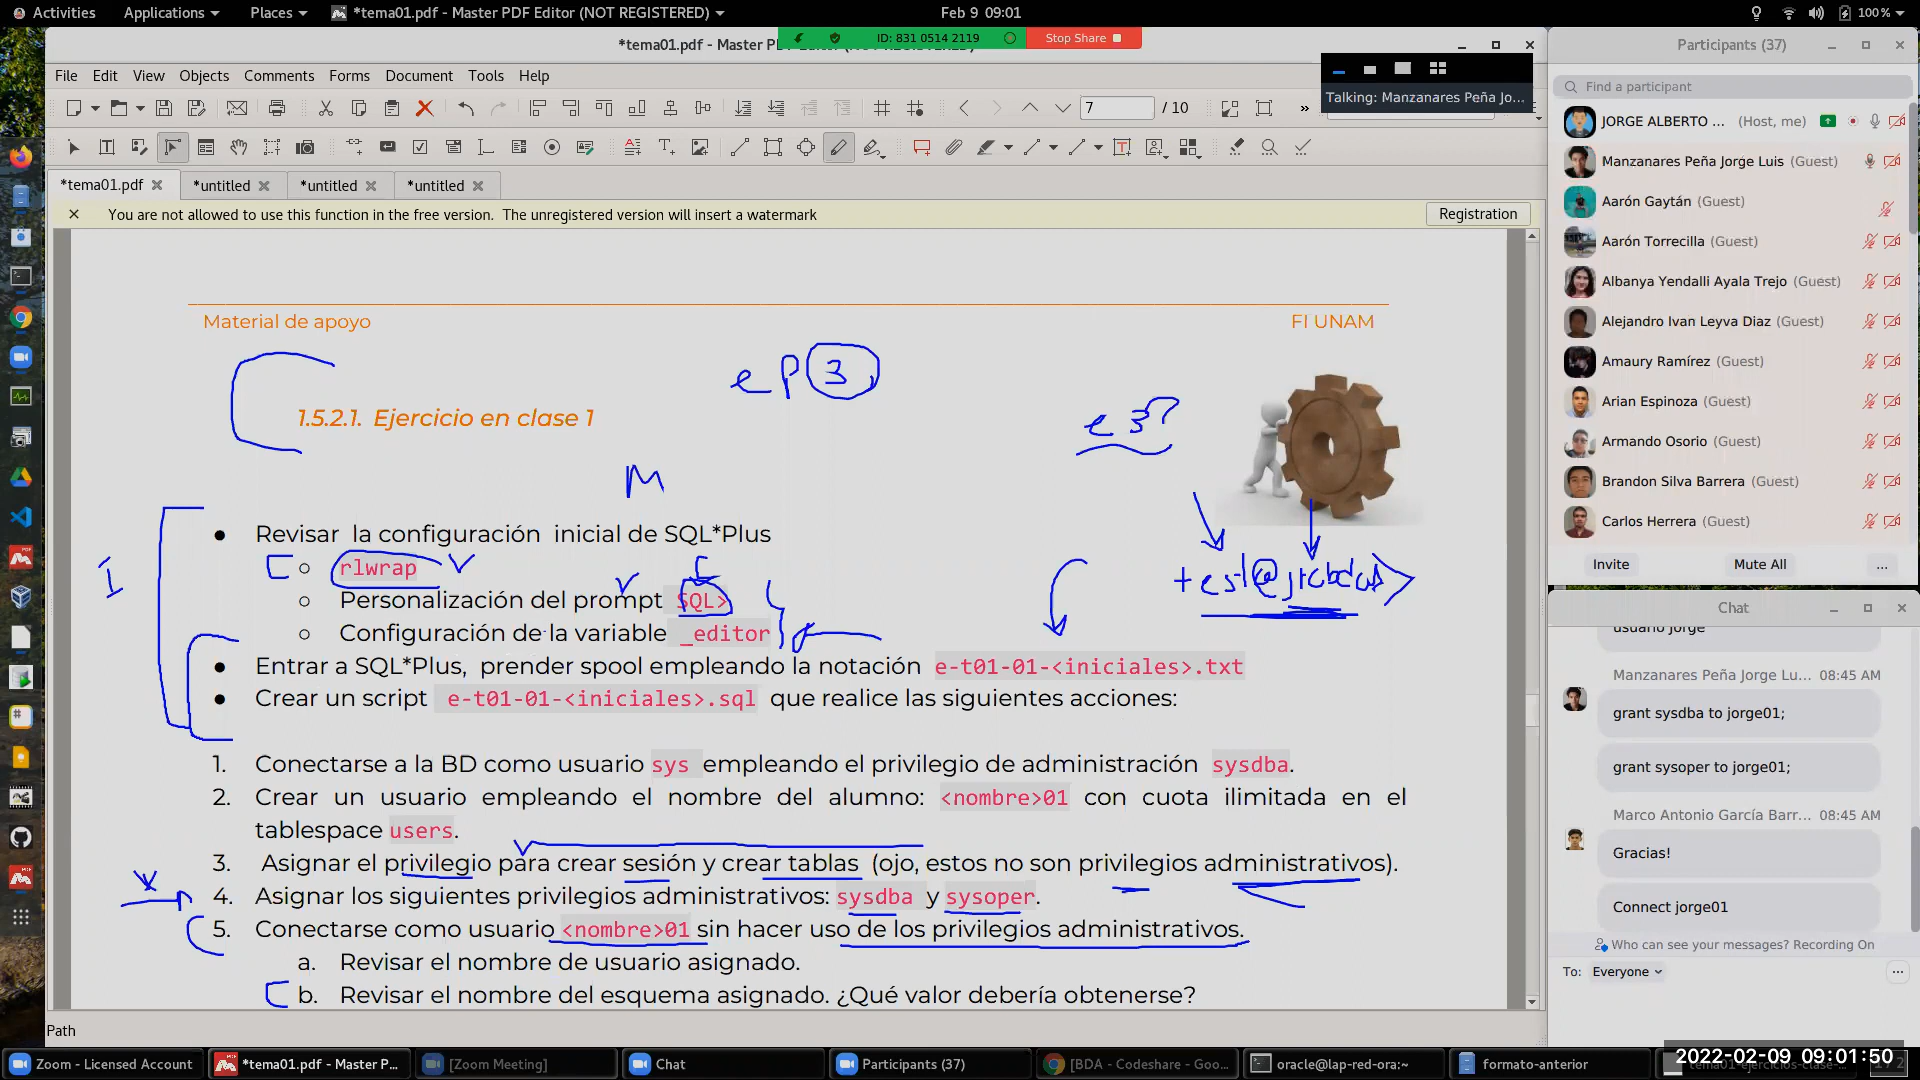 Activities
Applications
Places
*tema01.pdf - Master PDF Editor (NOT REGISTERED)
Feb 9 09:01
100%
*tema01.pdf - Master P
ID: 831 0514 2119
Stop Share
File Edit View Objects Comments Forms Document Tools Help
Talking: Manzanares Peña Jo...
7 / 10
*tema01.pdf
*untitled
*untitled
*untitled
You are not allowed to use this function in the free version. The unregistered version will insert a watermark
Registration
Material de apoyo
FI UNAM
e p 3
1.5.2.1. Ejercicio en clase 1
e 3?
M
I
● Revisar la configuración inicial de SQL*Plus
○ rlwrap
○ Personalización del prompt SQL>
○ Configuración de la variable _editor
● Entrar a SQL*Plus, prender spool empleando la notación e-t01-01-<iniciales>.txt
● Crear un script e-t01-01-<iniciales>.sql que realice las siguientes acciones:
1. Conectarse a la BD como usuario sys empleando el privilegio de administración sysdba.
2. Crear un usuario empleando el nombre del alumno: <nombre>01 con cuota ilimitada en el
tablespace users.
3. Asignar el privilegio para crear sesión y crear tablas (ojo, estos no son privilegios administrativos).
4. Asignar los siguientes privilegios administrativos: sysdba y sysoper.
5. Conectarse como usuario <nombre>01 sin hacer uso de los privilegios administrativos.
a. Revisar el nombre de usuario asignado.
b. Revisar el nombre del esquema asignado. ¿Qué valor debería obtenerse?
Path
Participants (37)
Find a participant
JORGE ALBERTO ... (Host, me)
Manzanares Peña Jorge Luis (Guest)
Aarón Gaytán (Guest)
Aarón Torrecilla (Guest)
Albanya Yendalli Ayala Trejo (Guest)
Alejandro Ivan Leyva Diaz (Guest)
Amaury Ramírez (Guest)
Arian Espinoza (Guest)
Armando Osorio (Guest)
Brandon Silva Barrera (Guest)
Carlos Herrera (Guest)
Invite
Mute All
...
Chat
usuario jorge
Manzanares Peña Jorge Lu... 08:45 AM
grant sysdba to jorge01;
grant sysoper to jorge01;
Marco Antonio García Barr... 08:45 AM
Gracias!
Connect jorge01
Who can see your messages? Recording On
To: Everyone
Zoom - Licensed Account
*tema01.pdf - Master P...
[Zoom Meeting]
Chat
Participants (37)
[BDA - Codeshare - Goo...
oracle@lap-red-ora:~
formato-anterior
2022-02-09 09:01:50